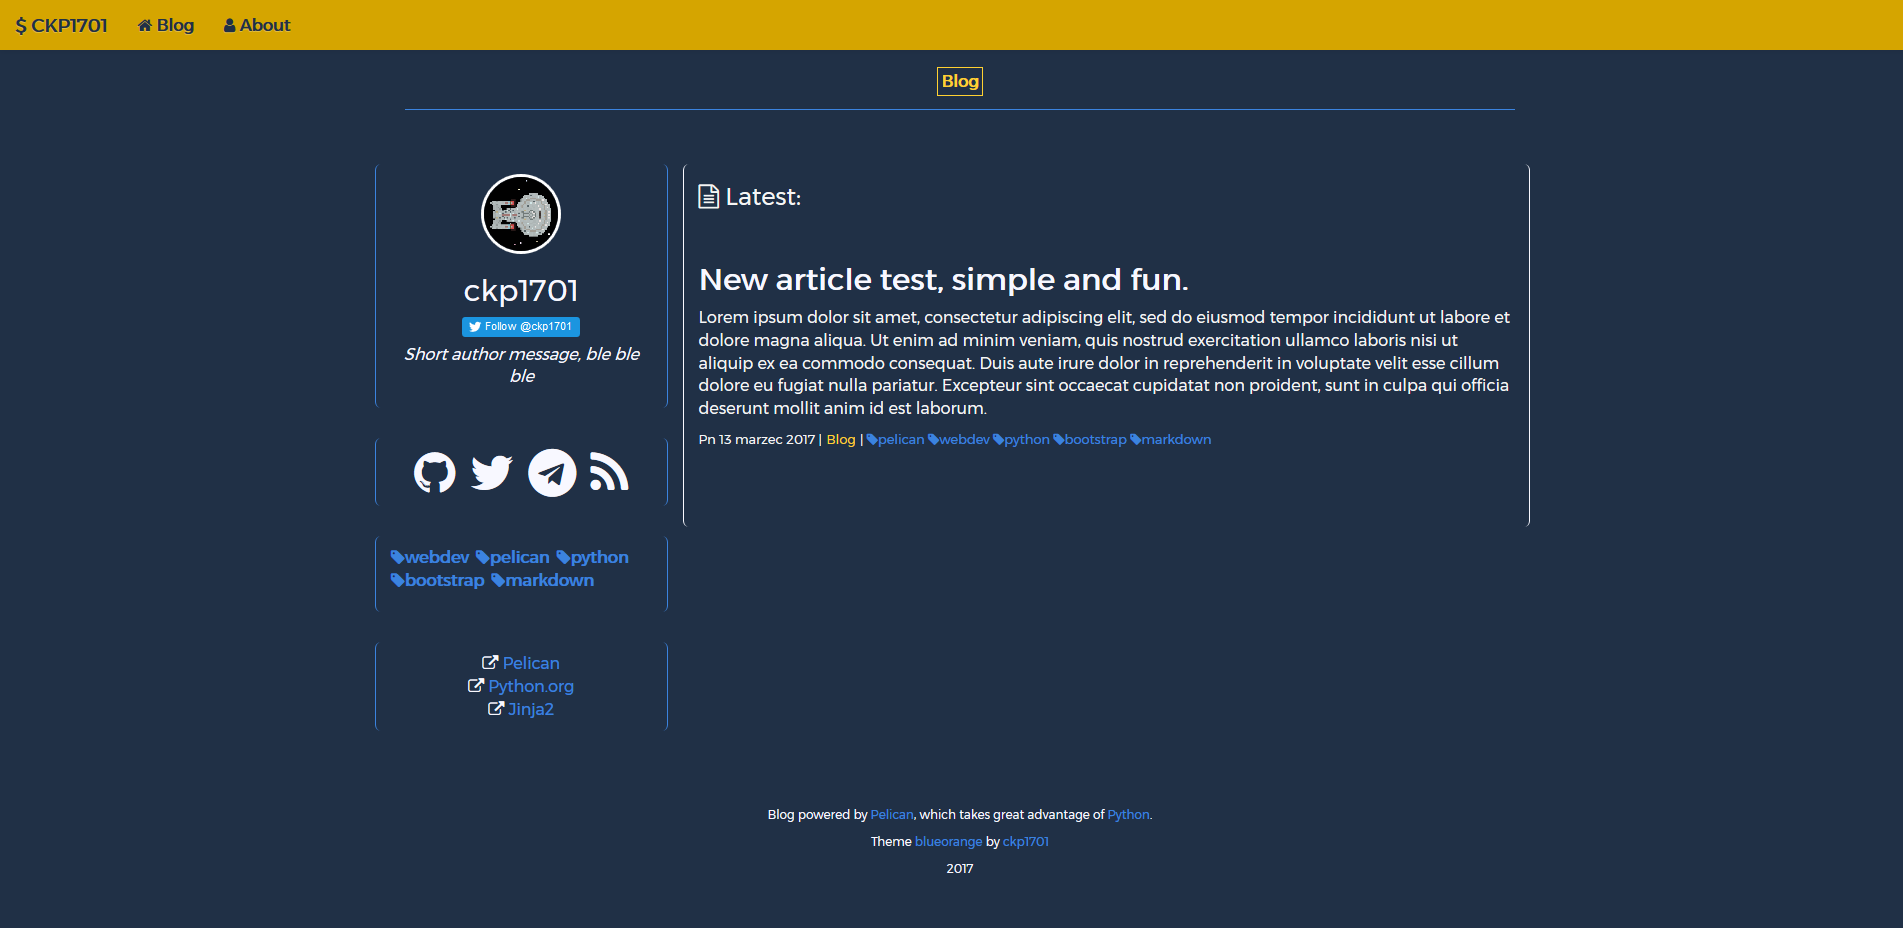 $ CKP1701 Blog About
Blog
ckp1701
Follow @ckp1701
Short author message, ble ble
ble
webdev pelican python
bootstrap markdown
Pelican
Python.org
Jinja2
Latest:
New article test, simple and fun.
Lorem ipsum dolor sit amet, consectetur adipiscing elit, sed do eiusmod tempor incididunt ut labore et
dolore magna aliqua. Ut enim ad minim veniam, quis nostrud exercitation ullamco laboris nisi ut
aliquip ex ea commodo consequat. Duis aute irure dolor in reprehenderit in voluptate velit esse cillum
dolore eu fugiat nulla pariatur. Excepteur sint occaecat cupidatat non proident, sunt in culpa qui officia
deserunt mollit anim id est laborum.
Pn 13 marzec 2017 | Blog | pelican webdev python bootstrap markdown
Blog powered by Pelican, which takes great advantage of Python.
Theme blueorange by ckp1701
2017